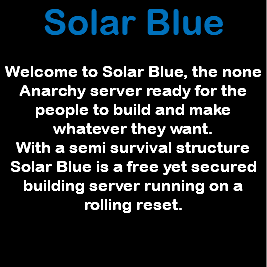 Solar Blue
Welcome to Solar Blue, the none
Anarchy server ready for the
people to build and make
whatever they want.
With a semi survival structure
Solar Blue is a free yet secured
building server running on a
rolling reset.